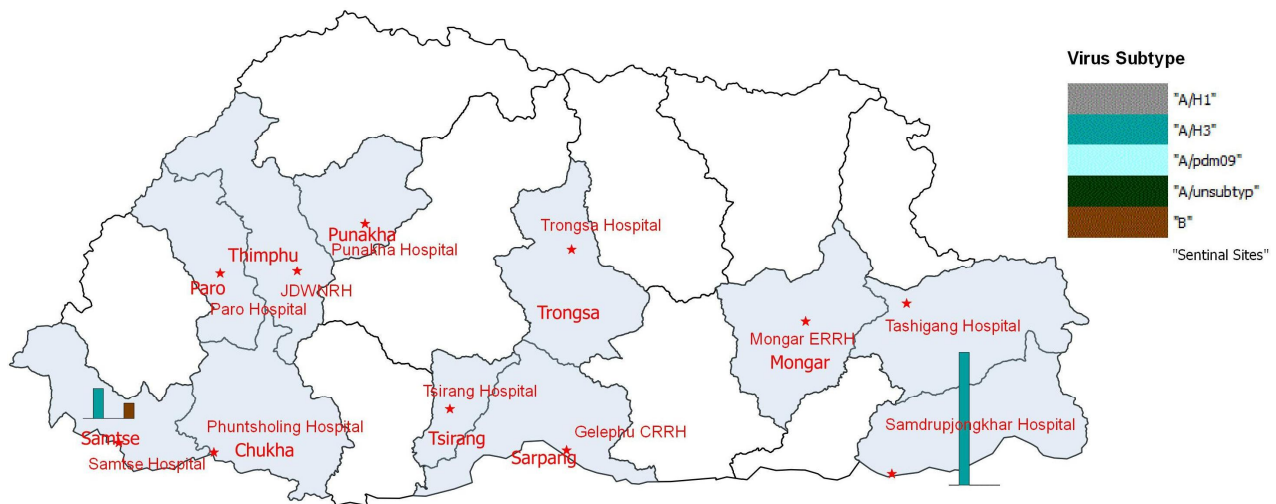 Virus Subtype
"A/H1"
"A/H3"
"A/pdm09"
"A/unsubtyp"
"B"
"Sentinal Sites"
Punakha
Punakha Hospital
Trongsa Hospital
Thimphu
JDWNRH
Paro
Paro Hospital
Trongsa
Tashigang Hospital
Mongar ERRH
Mongar
Tsirang Hospital
Tsirang
Samdrupjongkhar Hospital
Phuntsholing Hospital
Chukha
Gelephu CRRH
Sarpang
Samtse
Samtse Hospital